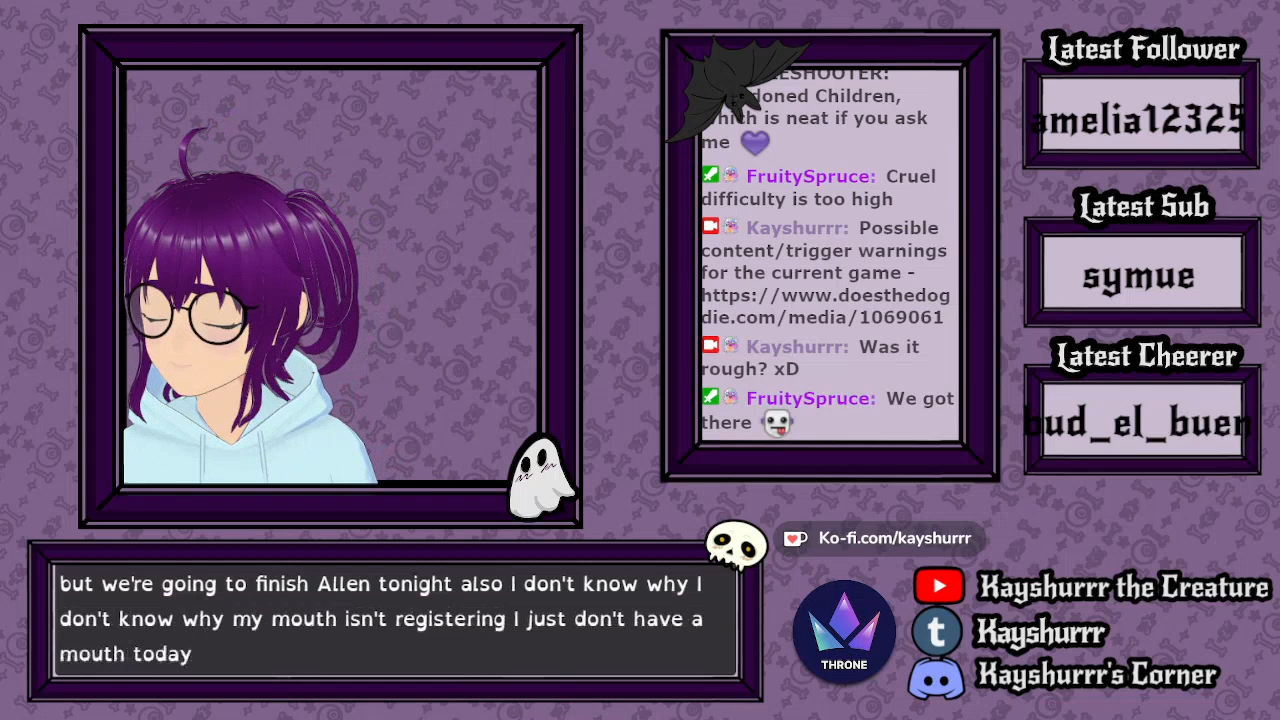 doned Children,
which is neat if you ask
me
FruitySpruce: Cruel
difficulty is too high
Kayshurrr: Possible
content/trigger warnings
for the current game -
https://www.doesthedog
die.com/media/1069061
Kayshurrr: Was it
rough? xD
FruitySpruce: We got
there
Latest Follower
amelia12325
Latest Sub
symue
Latest Cheerer
bud_el_buen
but we're going to finish Allen tonight also I don't know why I
don't know why my mouth isn't registering I just don't have a
mouth today
Ko-fi.com/kayshurrr
THRONE
Kayshurrr the Creature
Kayshurrr
Kayshurrr's Corner